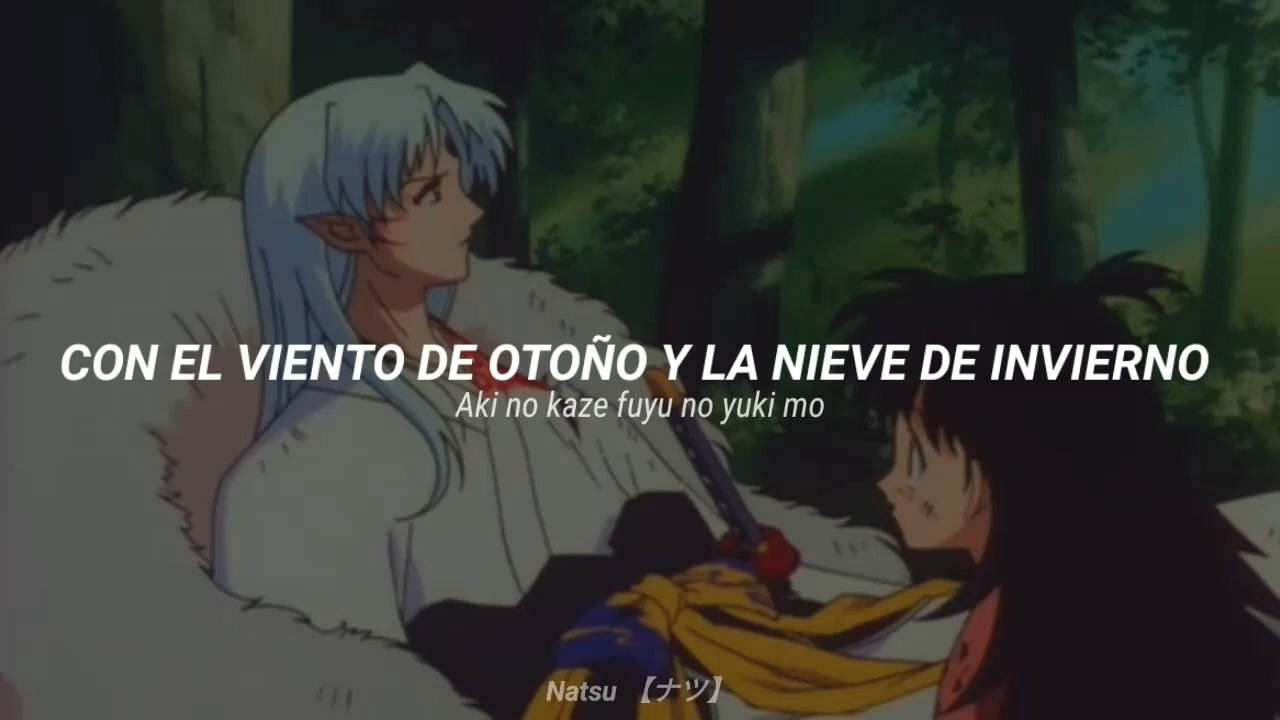 CON EL VIENTO DE OTOÑO Y LA NIEVE DE INVIERNO
Aki no kaze fuyu no yuki mo
Natsu 【ナツ】